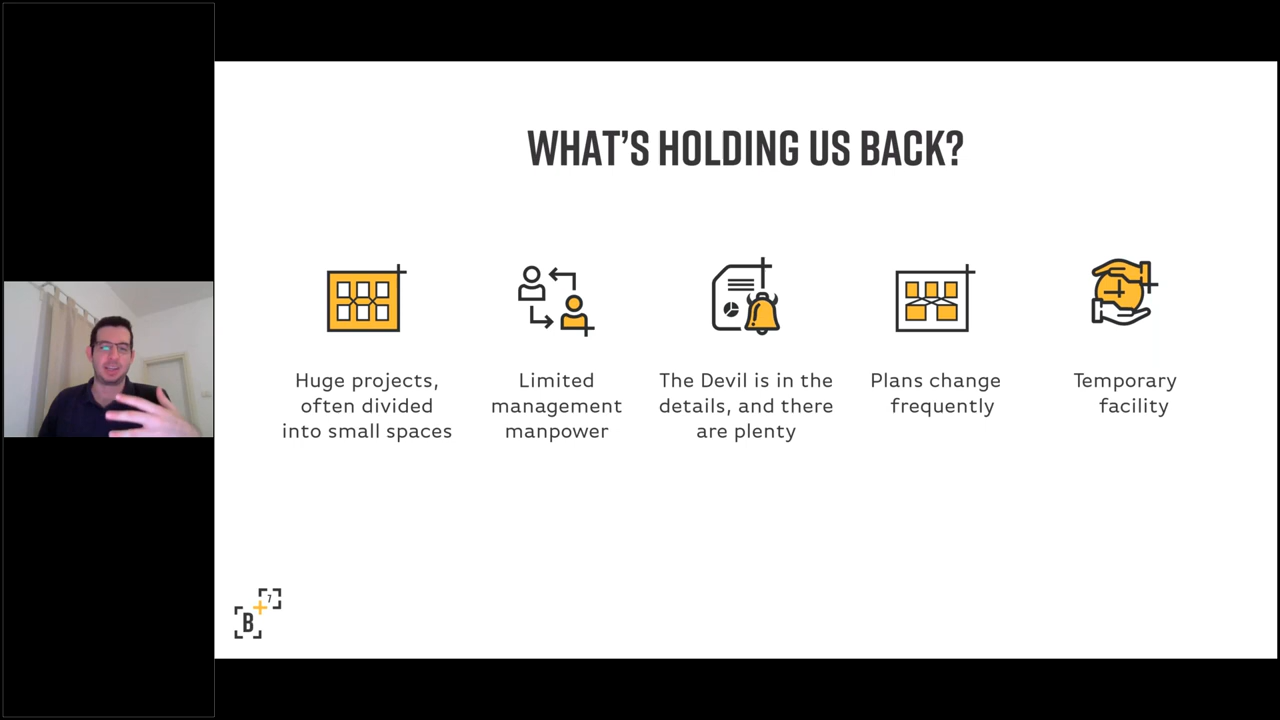 WHAT'S HOLDING US BACK?
Huge projects,
often divided
into small spaces
Limited
management
manpower
The Devil is in the
details, and there
are plenty
Plans change
frequently
Temporary
facility
7
B